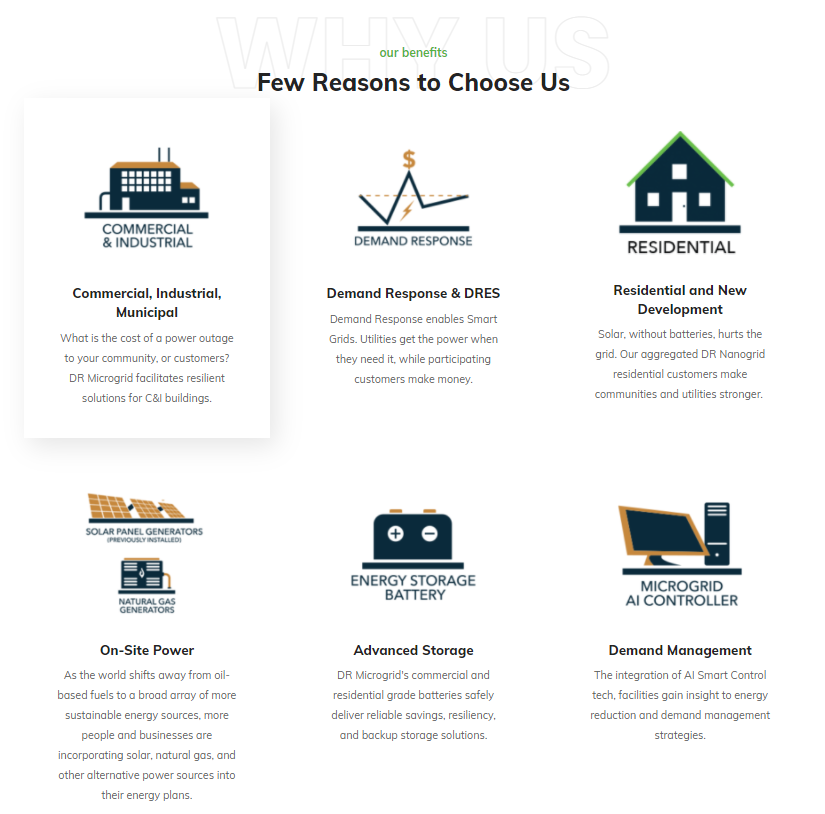 WHY US
our benefits
Few Reasons to Choose Us
COMMERCIAL
& INDUSTRIAL
Commercial, Industrial,
Municipal
What is the cost of a power outage
to your community, or customers?
DR Microgrid facilitates resilient
solutions for C&I buildings.
$
DEMAND RESPONSE
Demand Response & DRES
Demand Response enables Smart
Grids. Utilities get the power when
they need it, while participating
customers make money.
RESIDENTIAL
Residential and New
Development
Solar, without batteries, hurts the
grid. Our aggregated DR Nanogrid
residential customers make
communities and utilities stronger.
SOLAR PANEL GENERATORS
(PREVIOUSLY INSTALLED)
NATURAL GAS
GENERATORS
On-Site Power
As the world shifts away from oil-
based fuels to a broad array of more
sustainable energy sources, more
people and businesses are
incorporating solar, natural gas, and
other alternative power sources into
their energy plans.
ENERGY STORAGE
BATTERY
Advanced Storage
DR Microgrid's commercial and
residential grade batteries safely
deliver reliable savings, resiliency,
and backup storage solutions.
MICROGRID
AI CONTROLLER
Demand Management
The integration of AI Smart Control
tech, facilities gain insight to energy
reduction and demand management
strategies.